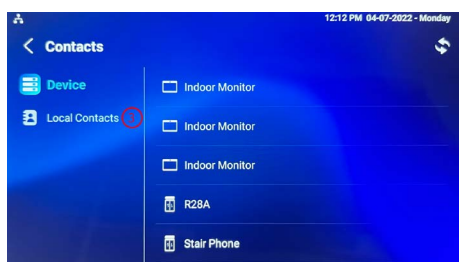 12:12 PM 04-07-2022 - Monday
Contacts
Device
Local Contacts
Indoor Monitor
Indoor Monitor
Indoor Monitor
R28A
Stair Phone